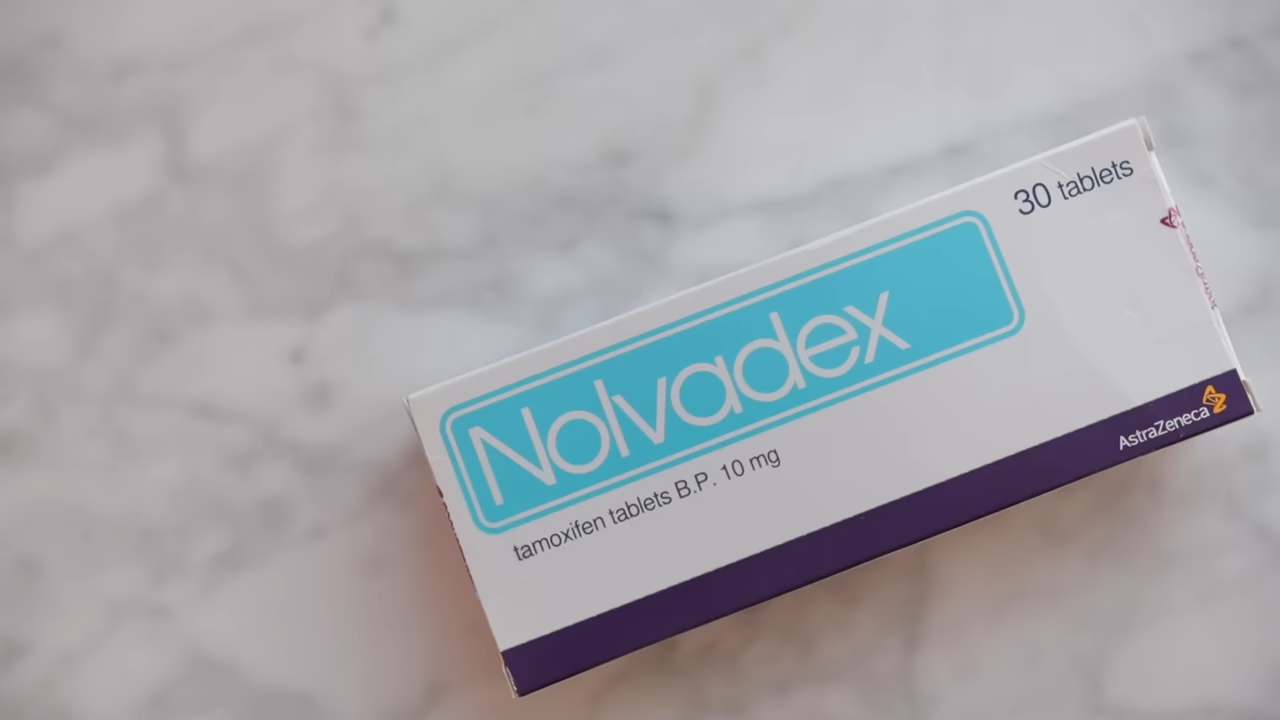 30 tablets
Nolvadex
tamoxifen tablets B.P. 10 mg
AstraZeneca